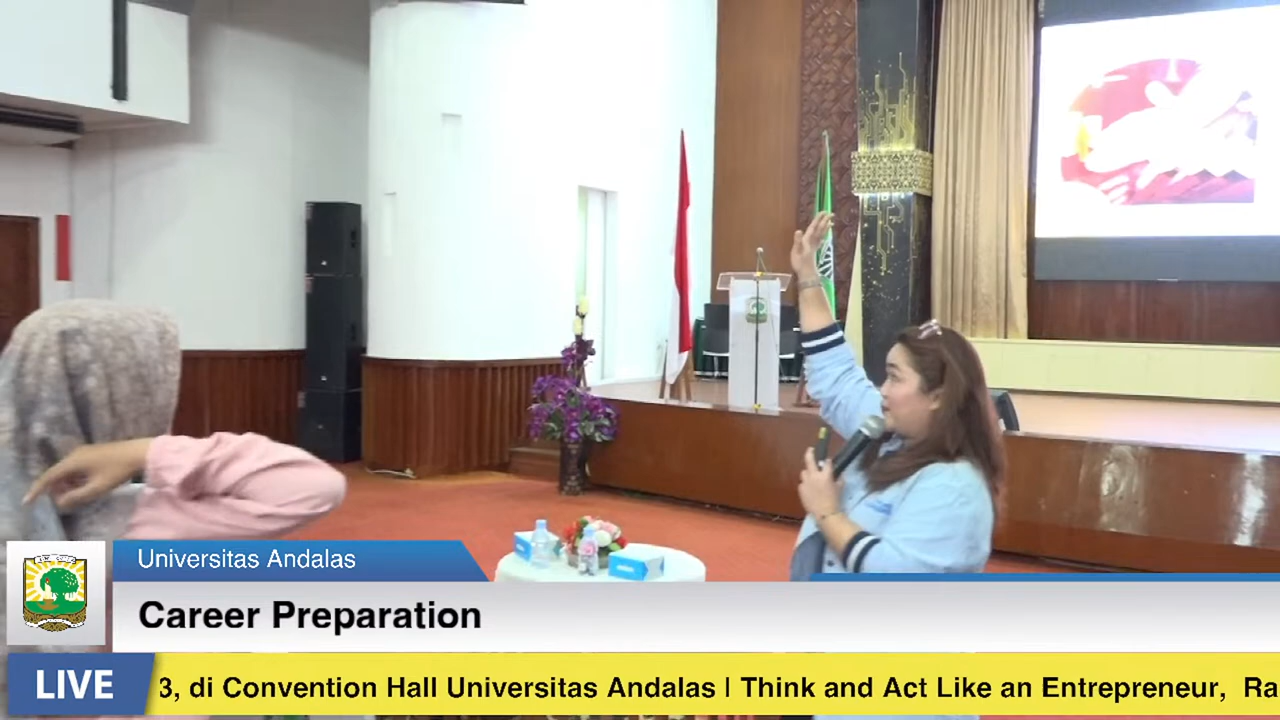 Universitas Andalas
Career Preparation
LIVE
3, di Convention Hall Universitas Andalas | Think and Act Like an Entrepreneur, Ra